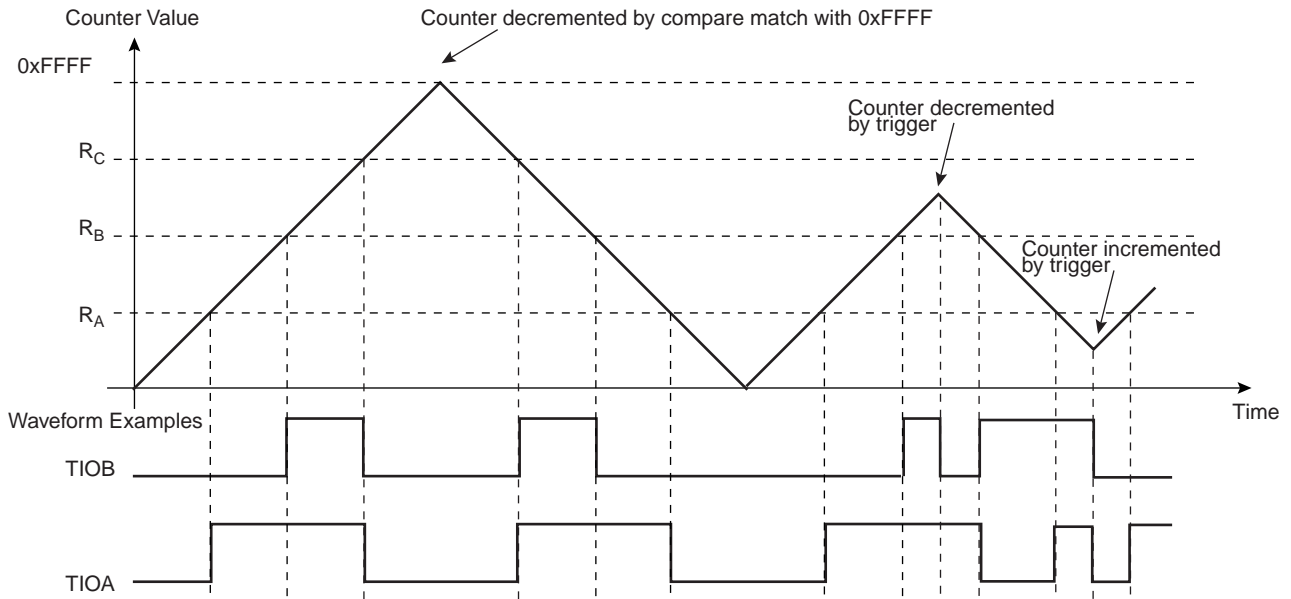 Counter Value
Counter decremented by compare match with 0xFFFF
0xFFFF
Counter decremented
by trigger
RC
RB
Counter incremented
by trigger
RA
Waveform Examples
Time
TIOB
TIOA